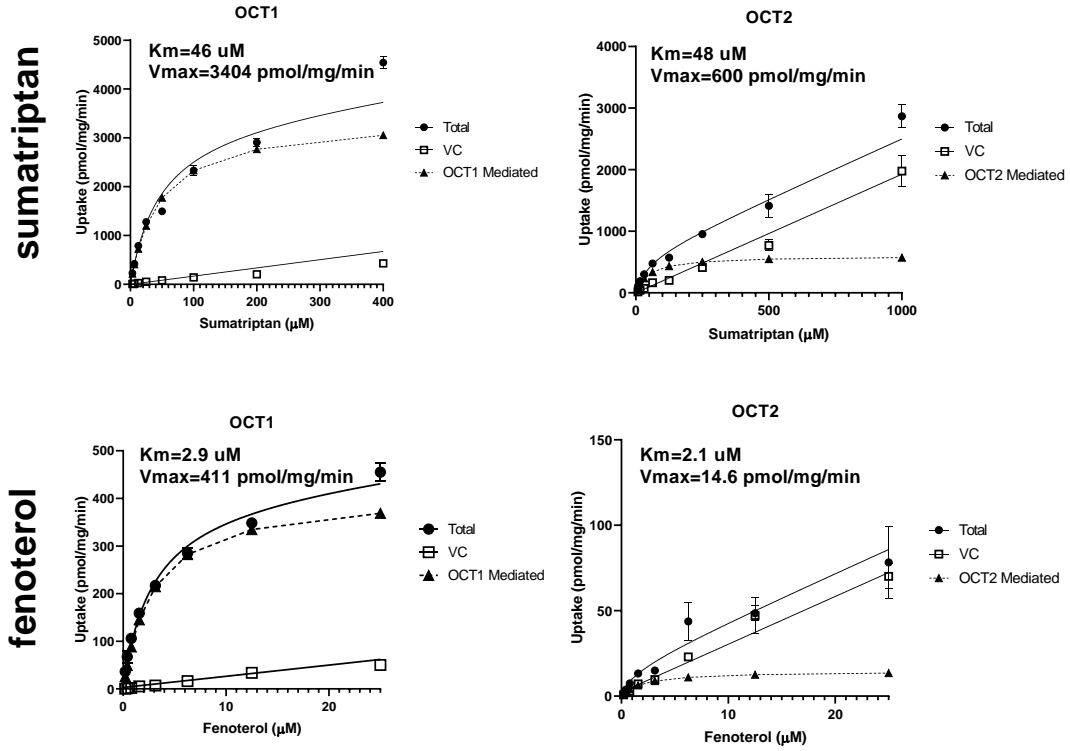 sumatriptan
OCT1
Km=46 uM
Vmax=3404 pmol/mg/min
Uptake (pmol/mg/min)
5000
4000
3000
2000
1000
0
0
100
200
300
400
Sumatriptan (μM)
Total
VC
OCT1 Mediated
OCT2
Km=48 uM
Vmax=600 pmol/mg/min
Uptake (pmol/mg/min)
4000
3000
2000
1000
0
0
500
1000
Sumatriptan (μM)
Total
VC
OCT2 Mediated
fenoterol
OCT1
Km=2.9 uM
Vmax=411 pmol/mg/min
Uptake (pmol/mg/min)
500
400
300
200
100
0
0
10
20
Fenoterol (μM)
Total
VC
OCT1 Mediated
OCT2
Km=2.1 uM
Vmax=14.6 pmol/mg/min
Uptake (pmol/mg/min)
150
100
50
0
0
10
20
Fenoterol (μM)
Total
VC
OCT2 Mediated